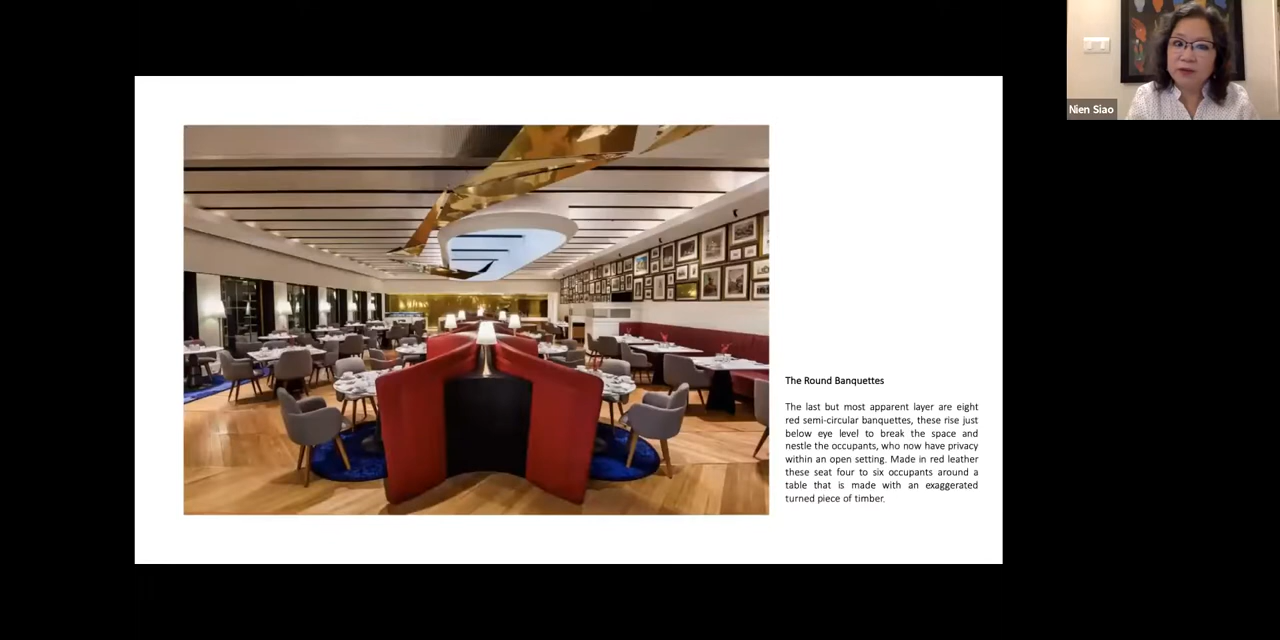 Nien Siao
The Round Banquettes
The last but most apparent layer are eight
red semi-circular banquettes, these rise just
below eye level to break the space and
nestle the occupants, who now have privacy
within an open setting. Made in red leather
these seat four to six occupants around a
table that is made with an exaggerated
turned piece of timber.